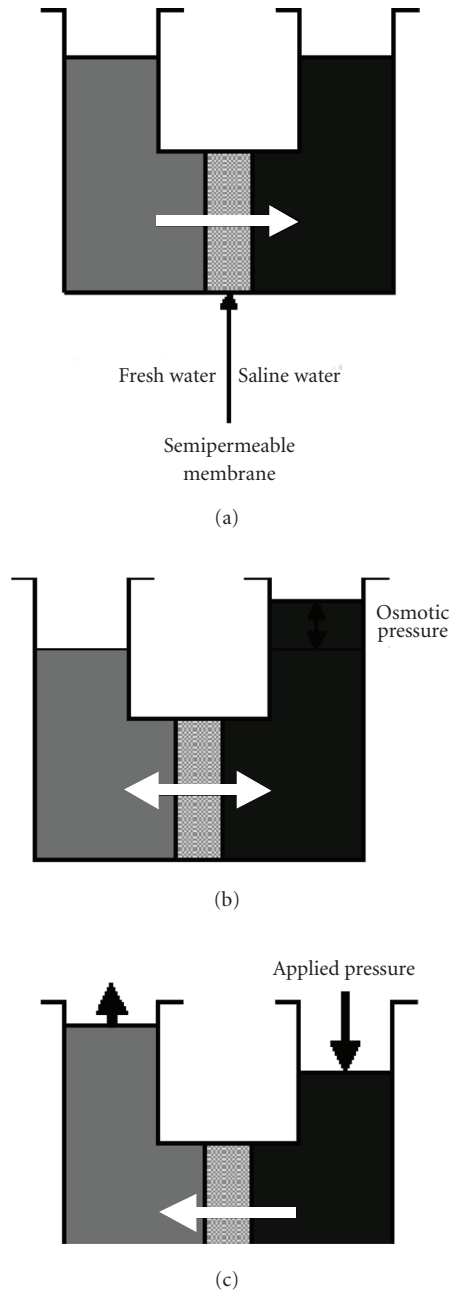 Fresh water
Saline water
Semipermeable
membrane
(a)
Osmotic
pressure
(b)
Applied pressure
(c)